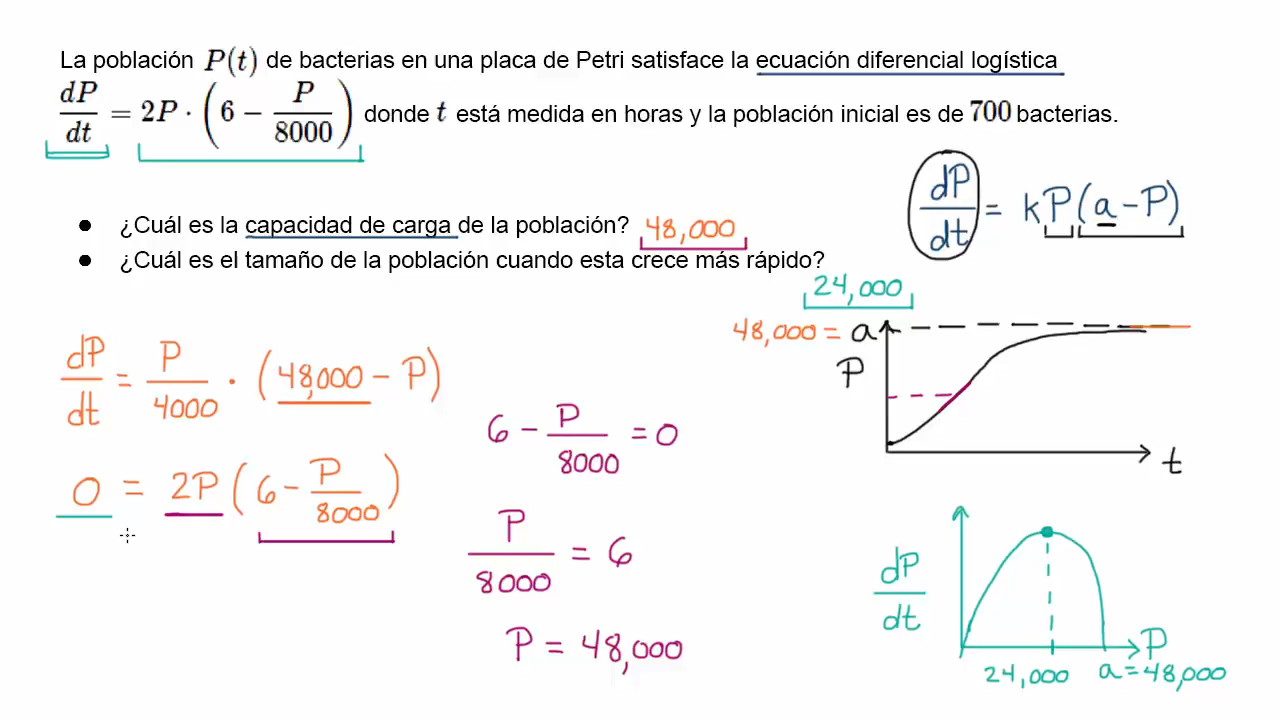 La población P(t) de bacterias en una placa de Petri satisface la ecuación diferencial logística
dP/dt = 2P · (6 − P/8000) donde t está medida en horas y la población inicial es de 700 bacterias.
dP/dt = kP(a − P)
● ¿Cuál es la capacidad de carga de la población? 48,000
● ¿Cuál es el tamaño de la población cuando esta crece más rápido?
24,000
48,000 = a
P
t
dP/dt = P/4000 · (48,000 − P)
0 = 2P (6 − P/8000)
6 − P/8000 = 0
P/8000 = 6
P = 48,000
dP/dt
P
24,000 a = 48,000